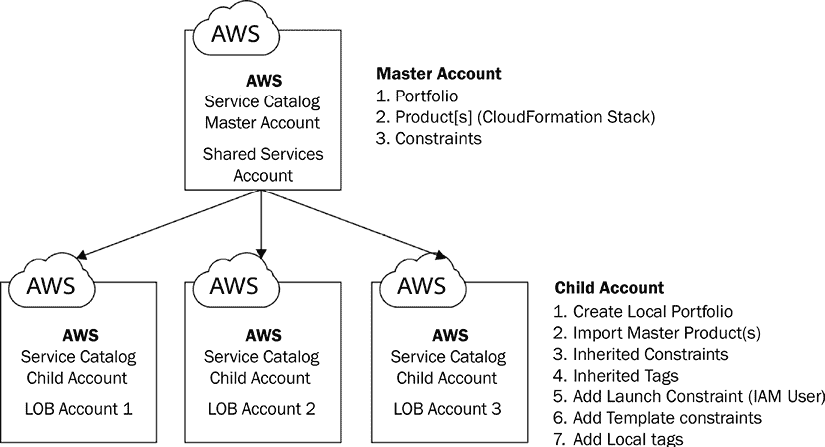 AWS
AWS
Service Catalog
Master Account
Shared Services
Account
Master Account
1. Portfolio
2. Product[s] (CloudFormation Stack)
3. Constraints
AWS
AWS
Service Catalog
Child Account
LOB Account 1
AWS
AWS
Service Catalog
Child Account
LOB Account 2
AWS
AWS
Service Catalog
Child Account
LOB Account 3
Child Account
1. Create Local Portfolio
2. Import Master Product(s)
3. Inherited Constraints
4. Inherited Tags
5. Add Launch Constraint (IAM User)
6. Add Template constraints
7. Add Local tags